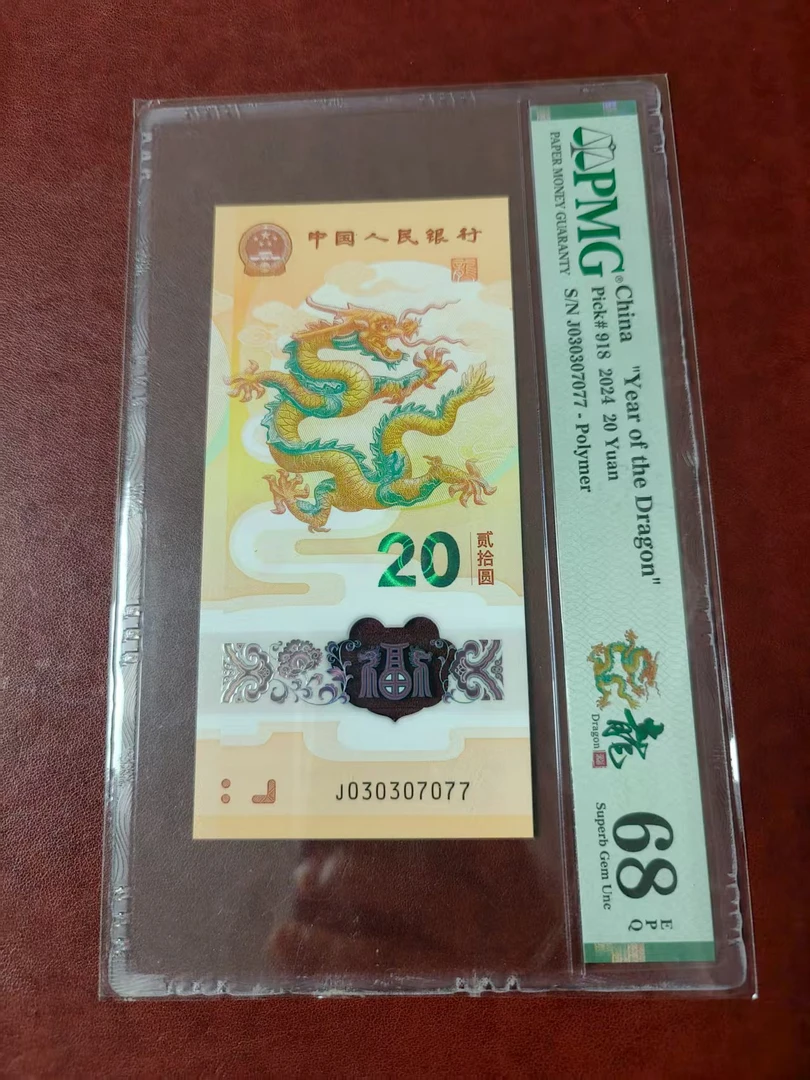 中国人民银行
20
贰拾圆
福
J030307077
PMG®
PAPER MONEY GUARANTY
China "Year of the Dragon"
Pick# 918 2024 20 Yuan
S/N J030307077 - Polymer
龍
Dragon
68
EPQ
Superb Gem Unc